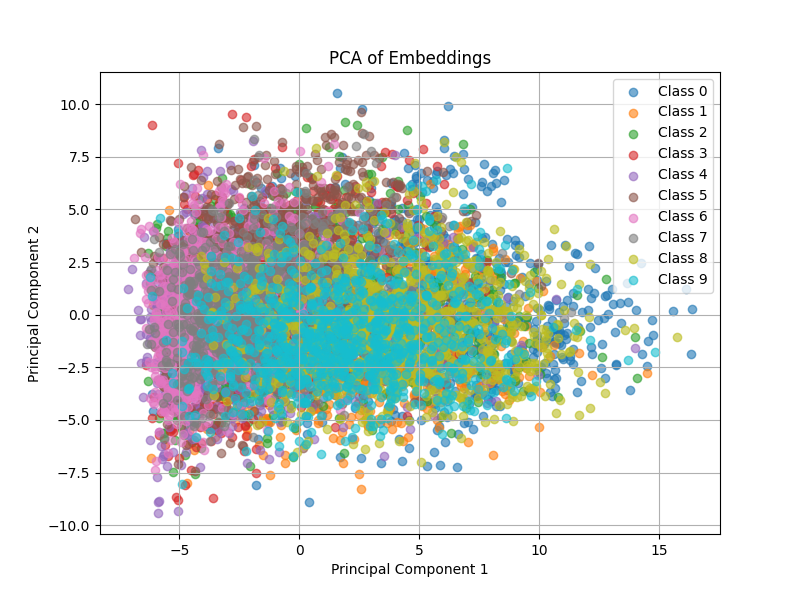 PCA of Embeddings
Principal Component 2
10.0
7.5
5.0
2.5
0.0
−2.5
−5.0
−7.5
−10.0
Class 0
Class 1
Class 2
Class 3
Class 4
Class 5
Class 6
Class 7
Class 8
Class 9
−5
0
5
10
15
Principal Component 1